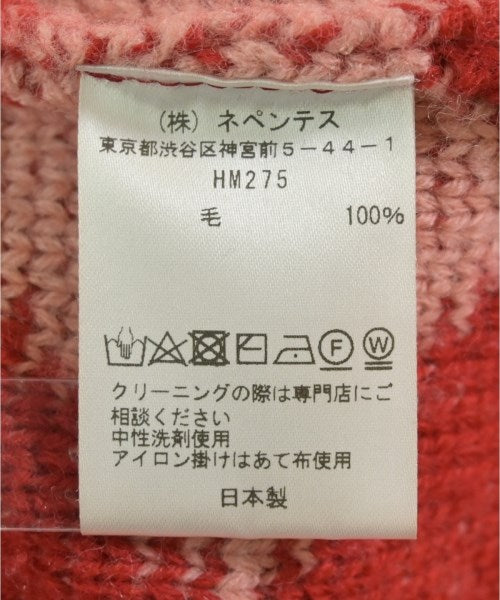 (株) ネペンテス
東京都渋谷区神宮前5-44-1
HM275
毛 100%
F W
クリーニングの際は専門店にご
相談ください
中性洗剤使用
アイロン掛けはあて布使用
日本製